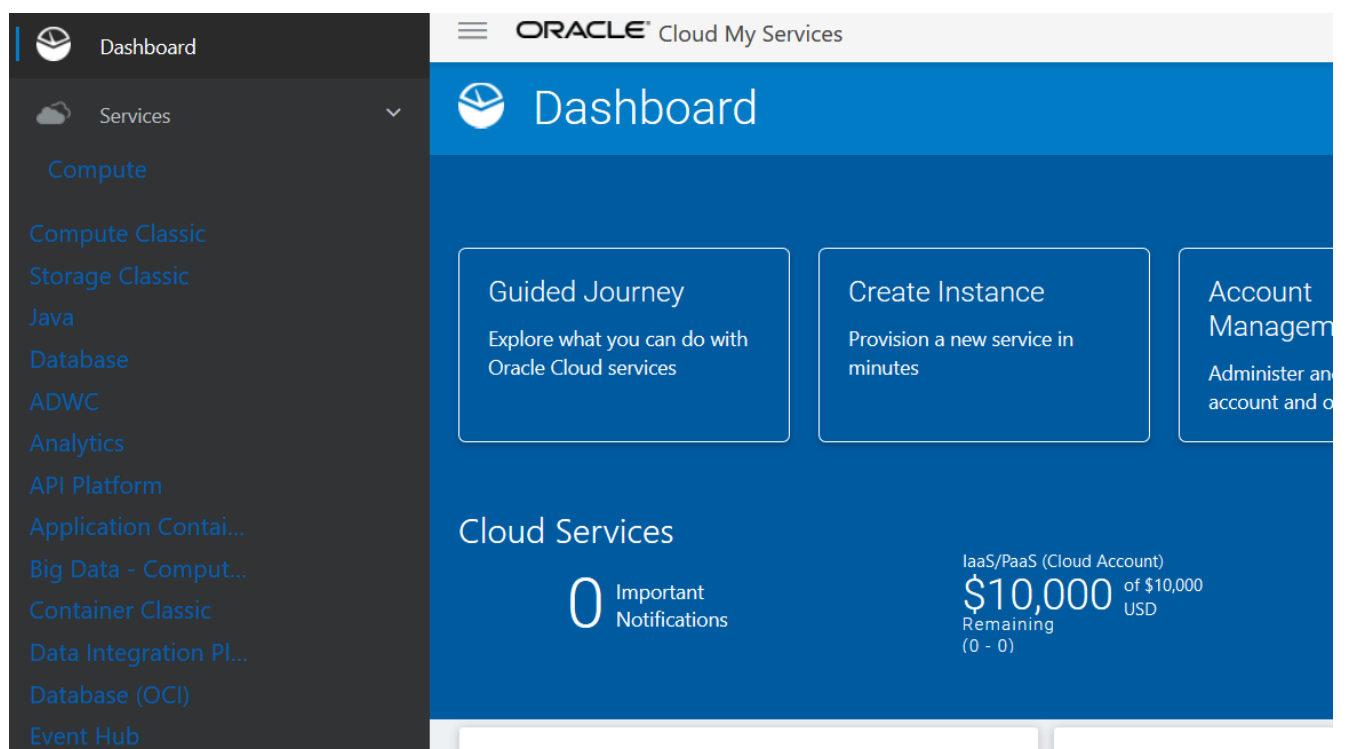 Dashboard
Services
Compute
Compute Classic
Storage Classic
Java
Database
ADWC
Analytics
API Platform
Application Contai...
Big Data - Comput...
Container Classic
Data Integration Pl...
Database (OCI)
Event Hub
ORACLE® Cloud My Services
Dashboard
Guided Journey
Explore what you can do with
Oracle Cloud services
Create Instance
Provision a new service in
minutes
Account
Managem
Administer an
account and o
Cloud Services
0 Important
Notifications
IaaS/PaaS (Cloud Account)
$10,000 of $10,000
USD
Remaining
(0 - 0)